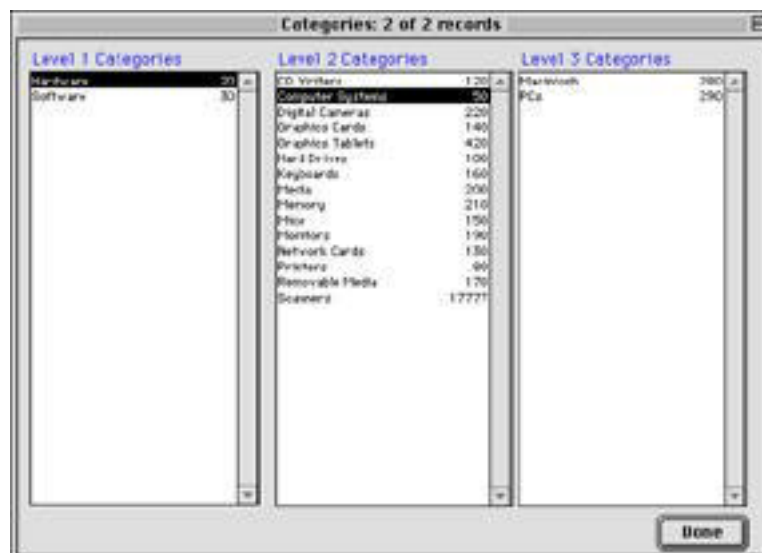 Categories: 2 of 2 records
Level 1 Categories
Hardware 20
Software 30
Level 2 Categories
CD Writers 120
Computer Systems 50
Digital Cameras 220
Graphics Cards 140
Graphics Tablets 420
Hard Drives 100
Keyboards 160
Media 200
Memory 210
Misc 150
Monitors 190
Network Cards 130
Printers
Removable Media 170
Scanners 17777
Level 3 Categories
Macintosh
PCs 290
Done